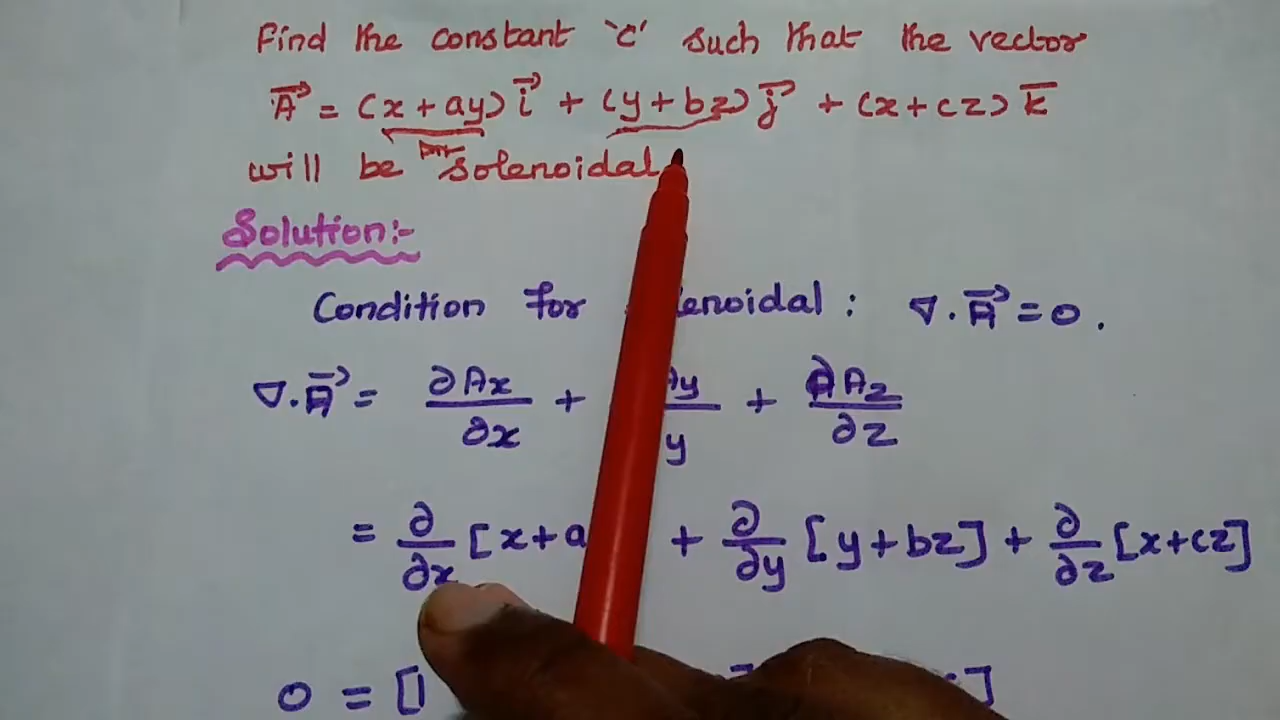 Find the constant 'c' such that the vector
A⃗ = (x + ay) i⃗ + (y + bz) j⃗ + (x + cz) k̅
will be solenoidal
Solution:-
Condition for enoidal : ∇ . A⃗ = 0 .
∇ . A⃗ = ∂Ax/∂x + Ay/y + ∂Az/∂z
= ∂/∂x [x + a + ∂/∂y [y + bz] + ∂/∂z [x + cz]
0 = [1 ]